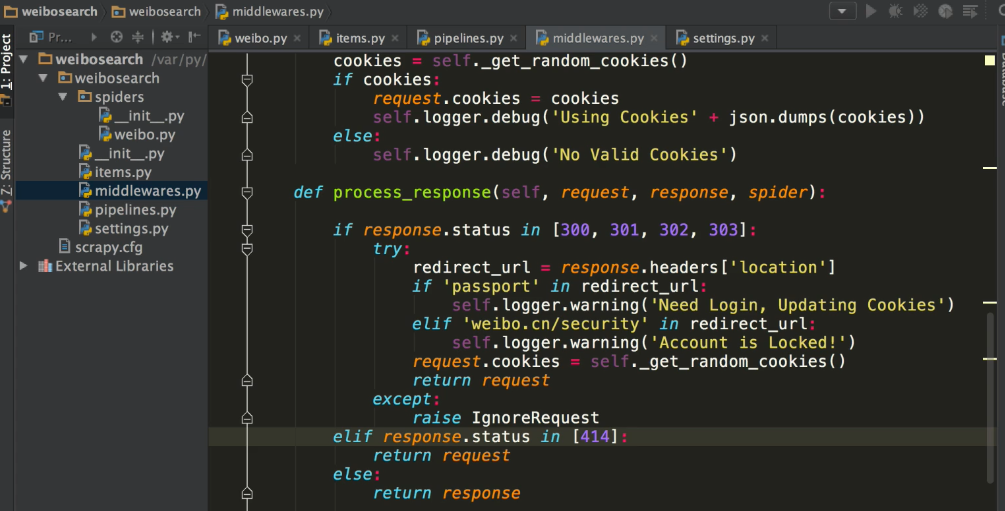 weibosearch weibosearch middlewares.py
1: Project
Pr...
weibo.py items.py pipelines.py middlewares.py settings.py
weibosearch /var/py/
weibosearch
spiders
__init__.py
weibo.py
__init__.py
items.py
middlewares.py
pipelines.py
settings.py
scrapy.cfg
External Libraries
7: Structure
cookies = self._get_random_cookies()
if cookies:
request.cookies = cookies
self.logger.debug('Using Cookies' + json.dumps(cookies))
else:
self.logger.debug('No Valid Cookies')
def process_response(self, request, response, spider):
if response.status in [300, 301, 302, 303]:
try:
redirect_url = response.headers['location']
if 'passport' in redirect_url:
self.logger.warning('Need Login, Updating Cookies')
elif 'weibo.cn/security' in redirect_url:
self.logger.warning('Account is Locked!')
request.cookies = self._get_random_cookies()
return request
except:
raise IgnoreRequest
elif response.status in [414]:
return request
else:
return response